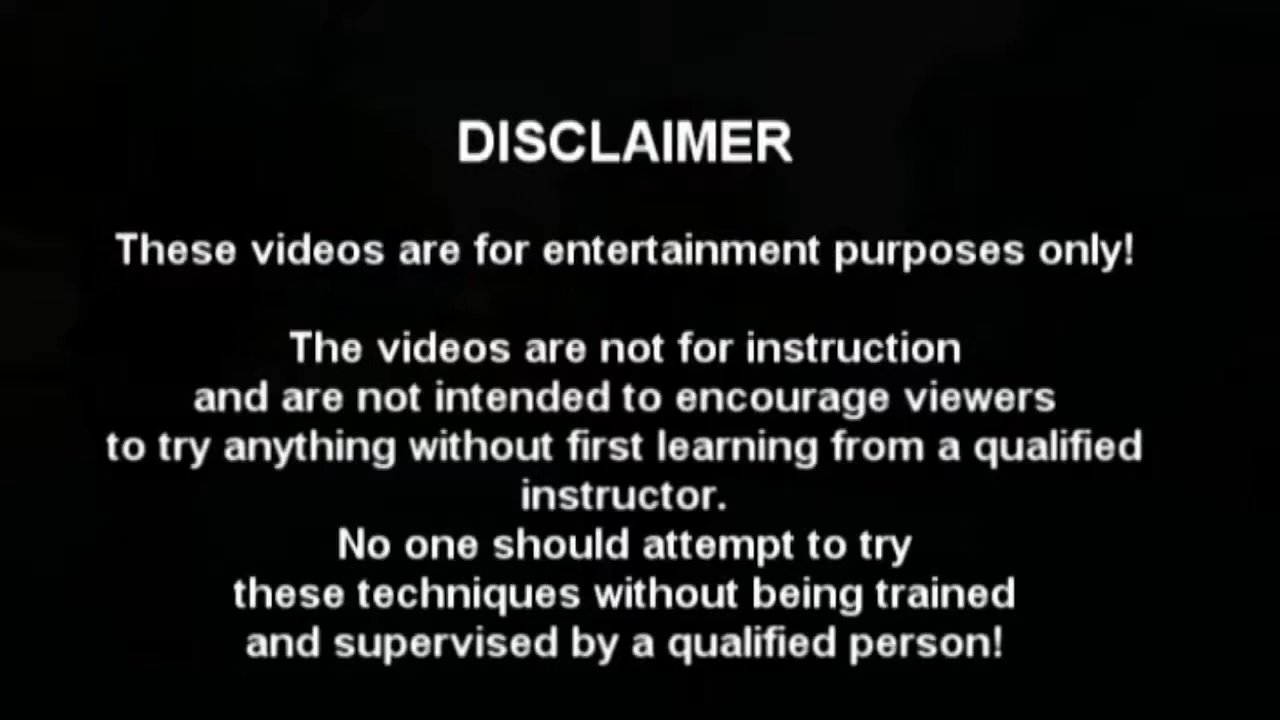 DISCLAIMER
These videos are for entertainment purposes only!
The videos are not for instruction
and are not intended to encourage viewers
to try anything without first learning from a qualified
instructor.
No one should attempt to try
these techniques without being trained
and supervised by a qualified person!